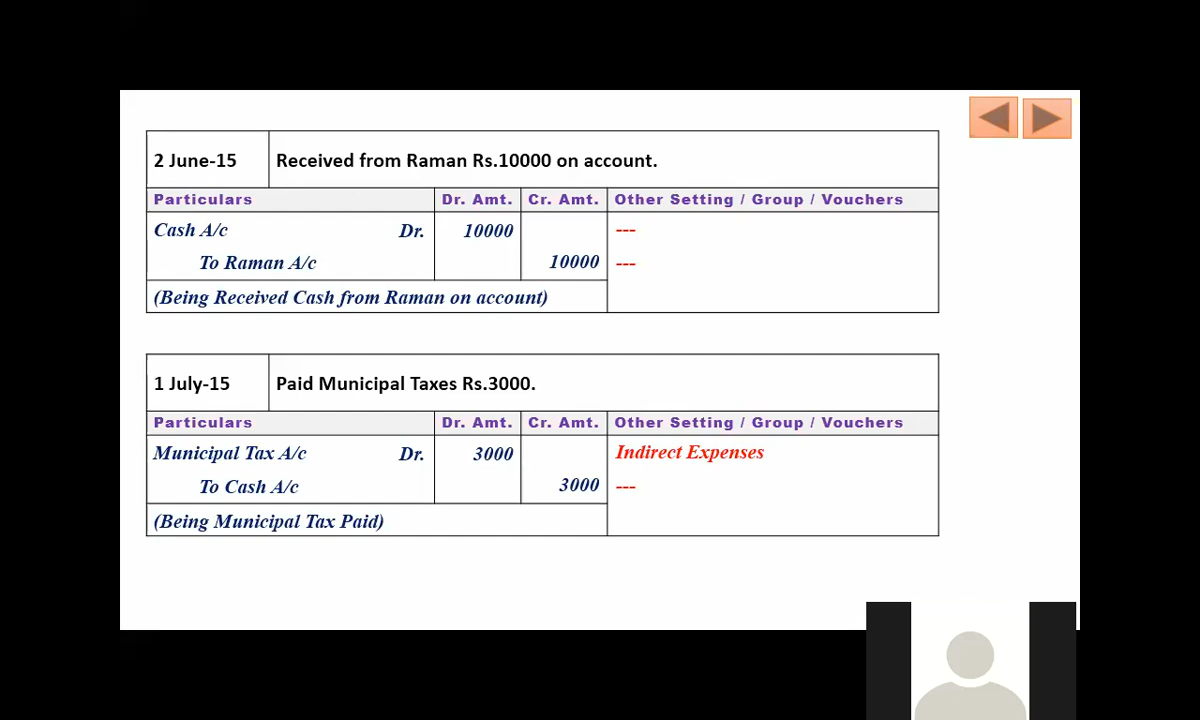 2 June-15 Received from Raman Rs.10000 on account.
Particulars Dr. Amt. Cr. Amt. Other Setting / Group / Vouchers
Cash A/c Dr. 10000 ---
To Raman A/c 10000 ---
(Being Received Cash from Raman on account)
1 July-15 Paid Municipal Taxes Rs.3000.
Particulars Dr. Amt. Cr. Amt. Other Setting / Group / Vouchers
Municipal Tax A/c Dr. 3000 Indirect Expenses
To Cash A/c 3000 ---
(Being Municipal Tax Paid)